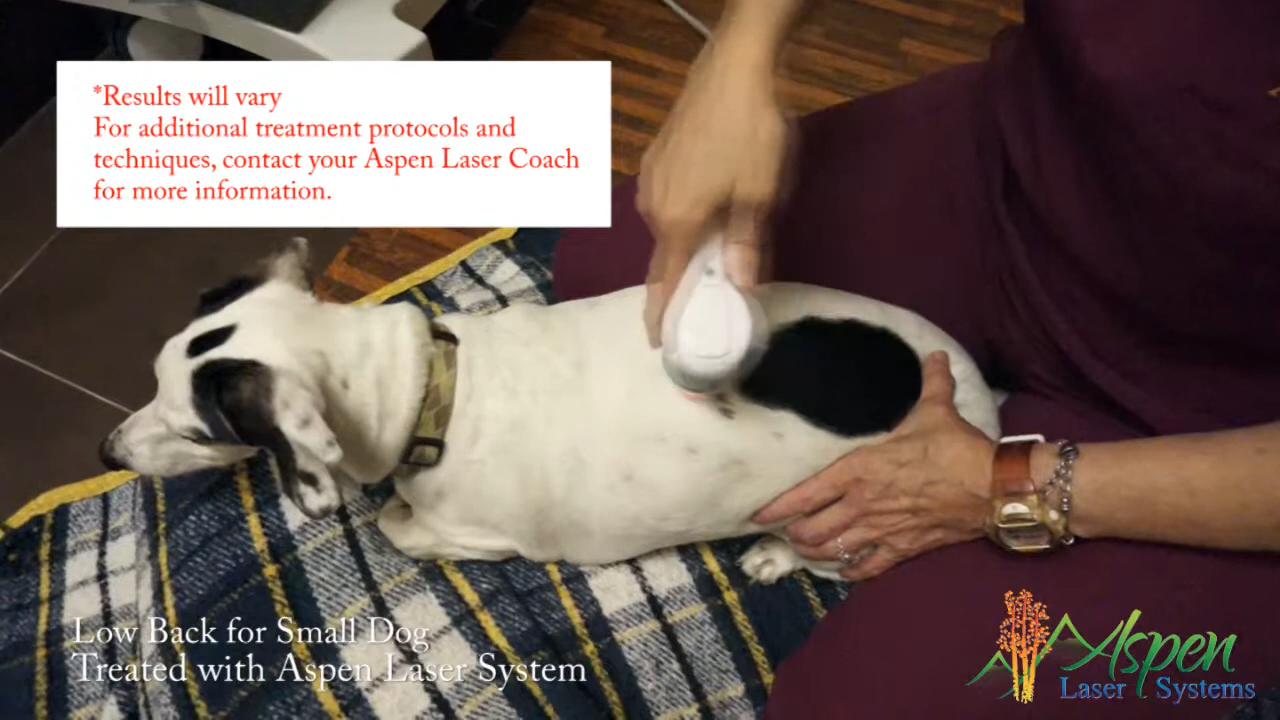 *Results will vary
For additional treatment protocols and
techniques, contact your Aspen Laser Coach
for more information.
Low Back for Small Dog
Treated with Aspen Laser System
Aspen
Laser Systems